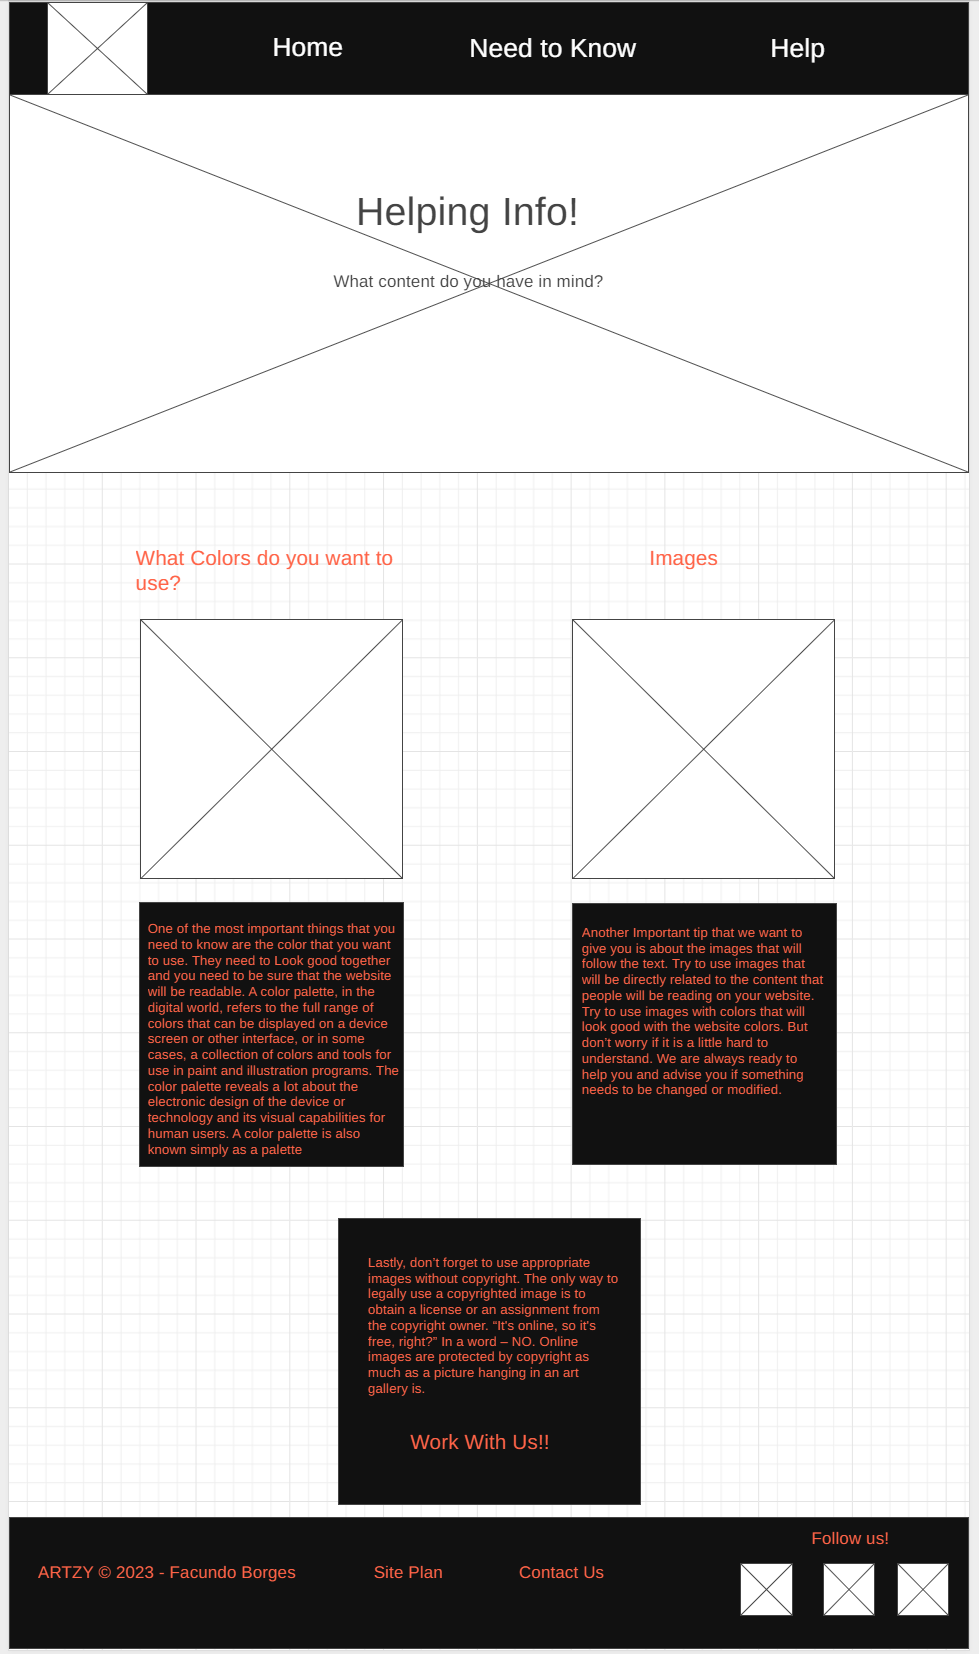 Home
Need to Know
Help
Helping Info!
What content do you have in mind?
What Colors do you want to
use?
Images
One of the most important things that you
need to know are the color that you want
to use. They need to Look good together
and you need to be sure that the website
will be readable. A color palette, in the
digital world, refers to the full range of
colors that can be displayed on a device
screen or other interface, or in some
cases, a collection of colors and tools for
use in paint and illustration programs. The
color palette reveals a lot about the
electronic design of the device or
technology and its visual capabilities for
human users. A color palette is also
known simply as a palette
Another Important tip that we want to
give you is about the images that will
follow the text. Try to use images that
will be directly related to the content that
people will be reading on your website.
Try to use images with colors that will
look good with the website colors. But
don’t worry if it is a little hard to
understand. We are always ready to
help you and advise you if something
needs to be changed or modified.
Lastly, don’t forget to use appropriate
images without copyright. The only way to
legally use a copyrighted image is to
obtain a license or an assignment from
the copyright owner. “It's online, so it's
free, right?” In a word – NO. Online
images are protected by copyright as
much as a picture hanging in an art
gallery is.
Work With Us!!
Follow us!
ARTZY © 2023 - Facundo Borges
Site Plan
Contact Us